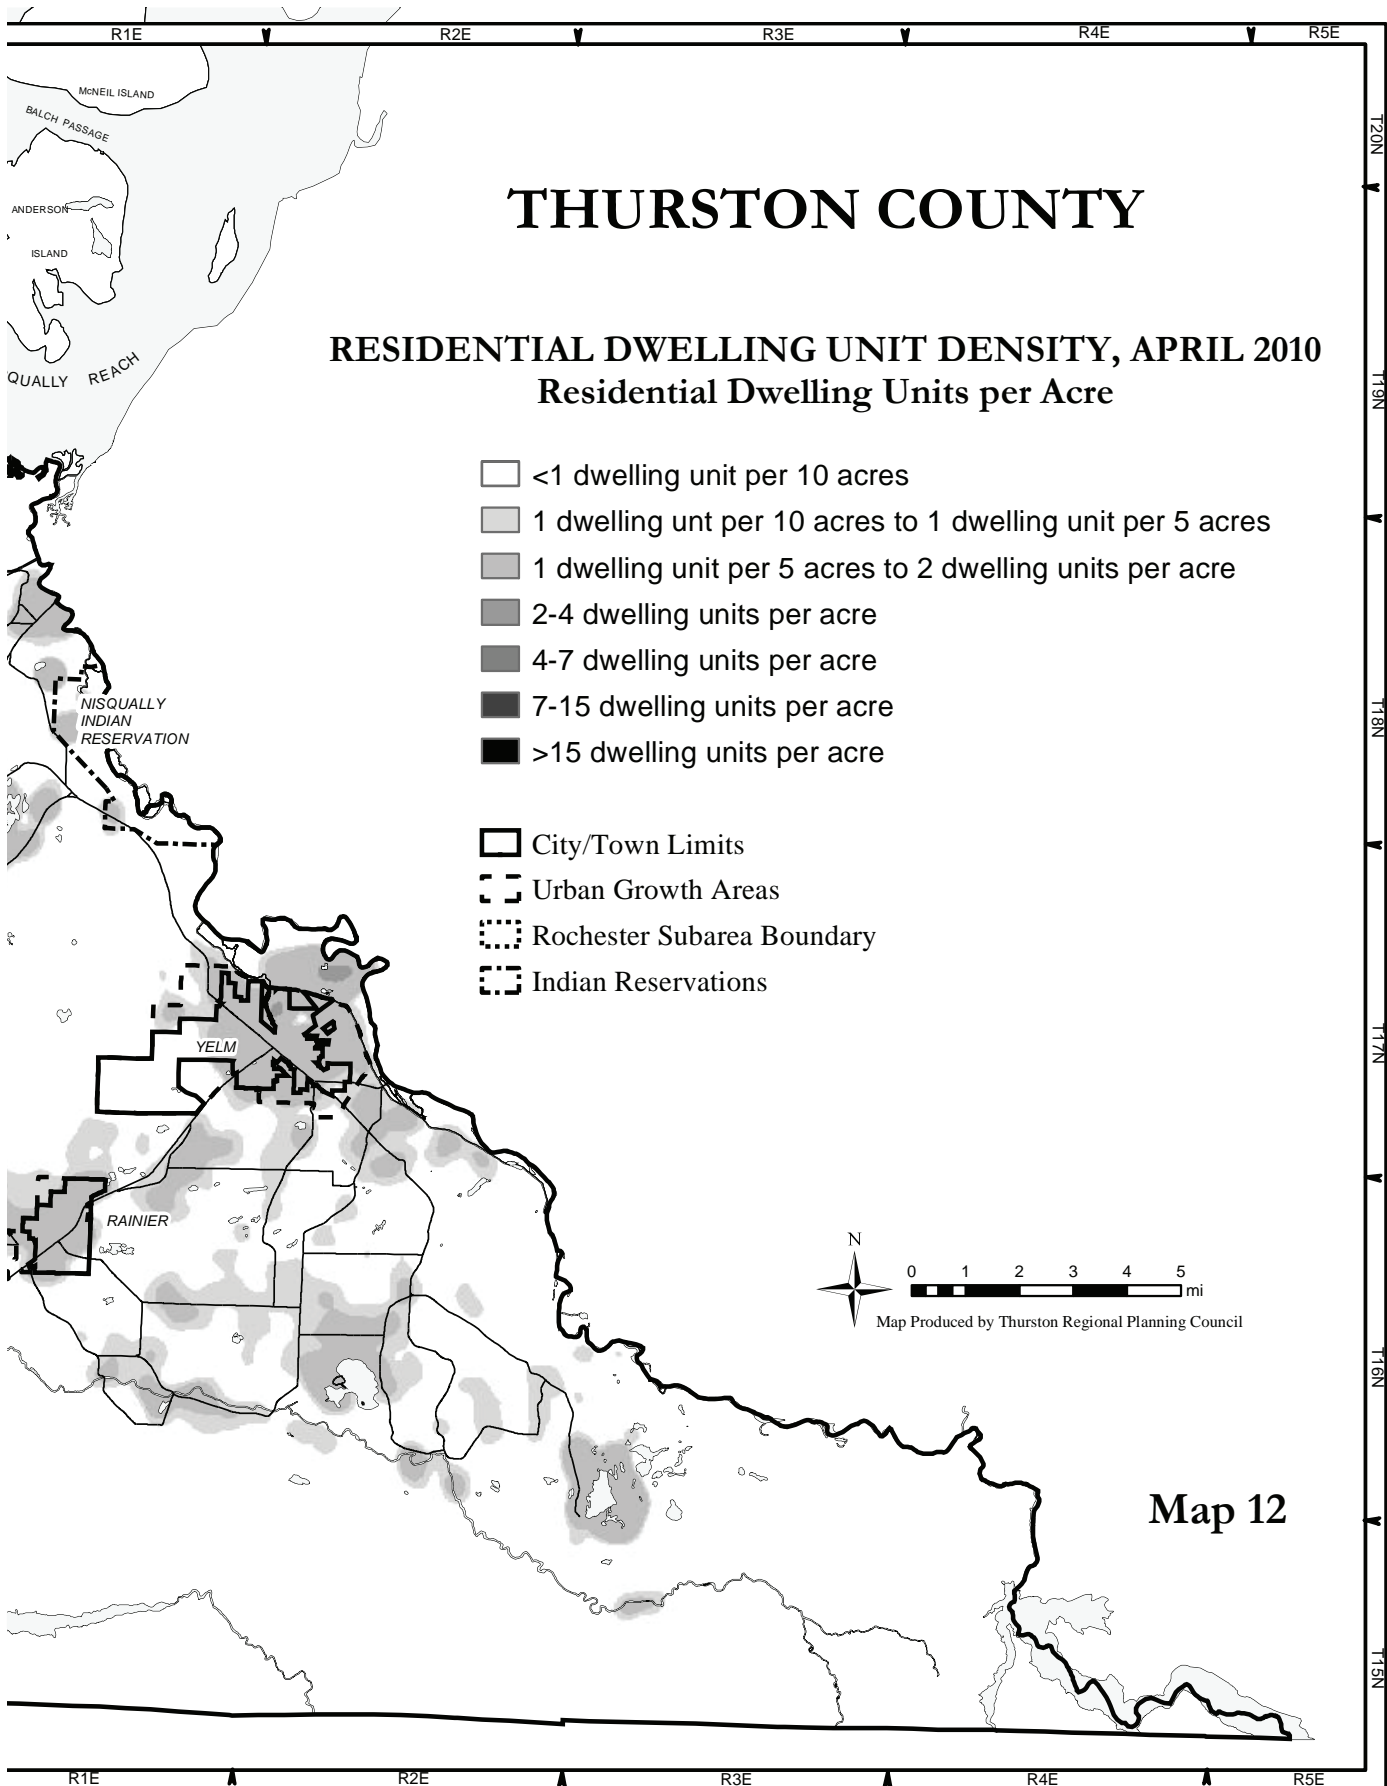 R1E R2E R3E R4E R5E
McNEIL ISLAND
BALCH PASSAGE
ANDERSON
ISLAND
QUALLY REACH
T20N
T19N
T18N
T17N
T16N
T15N
THURSTON COUNTY
RESIDENTIAL DWELLING UNIT DENSITY, APRIL 2010
Residential Dwelling Units per Acre
<1 dwelling unit per 10 acres
1 dwelling unt per 10 acres to 1 dwelling unit per 5 acres
1 dwelling unit per 5 acres to 2 dwelling units per acre
2-4 dwelling units per acre
4-7 dwelling units per acre
7-15 dwelling units per acre
>15 dwelling units per acre
City/Town Limits
Urban Growth Areas
Rochester Subarea Boundary
Indian Reservations
NISQUALLY
INDIAN
RESERVATION
YELM
RAINIER
N
0 1 2 3 4 5
mi
Map Produced by Thurston Regional Planning Council
Map 12
R1E R2E R3E R4E R5E